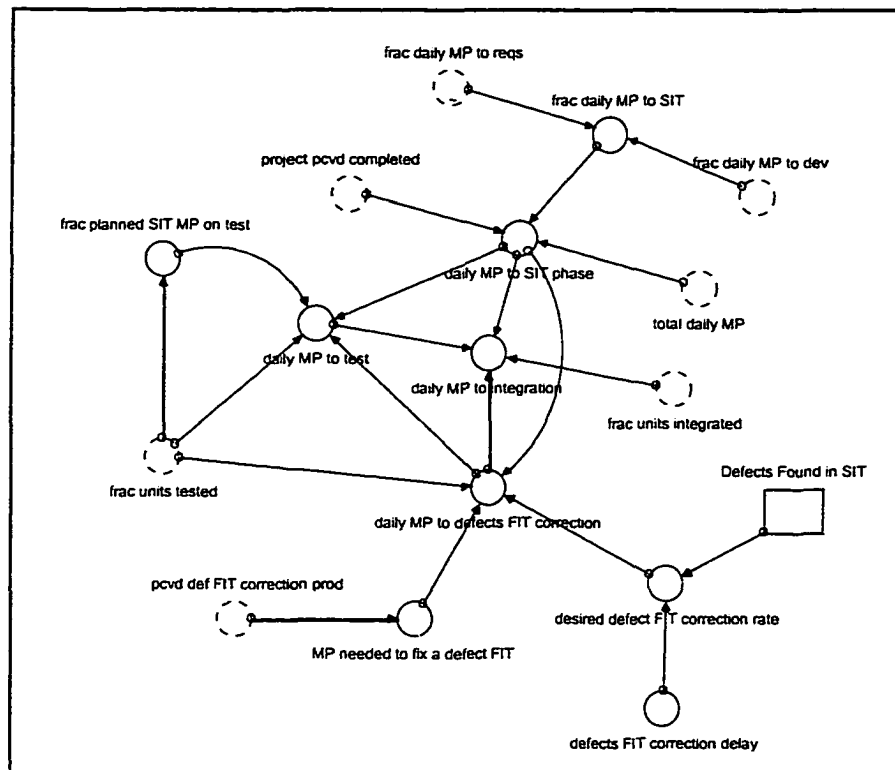 frac daily MP to reqs
frac daily MP to SIT
project pcvd completed
frac daily MP to dev
frac planned SIT MP on test
daily MP to SIT phase
total daily MP
daily MP to test
daily MP to integration
frac units integrated
Defects Found in SIT
frac units tested
daily MP to defects FIT correction
pcvd def FIT correction prod
desired defect FIT correction rate
MP needed to fix a defect FIT
defects FIT correction delay